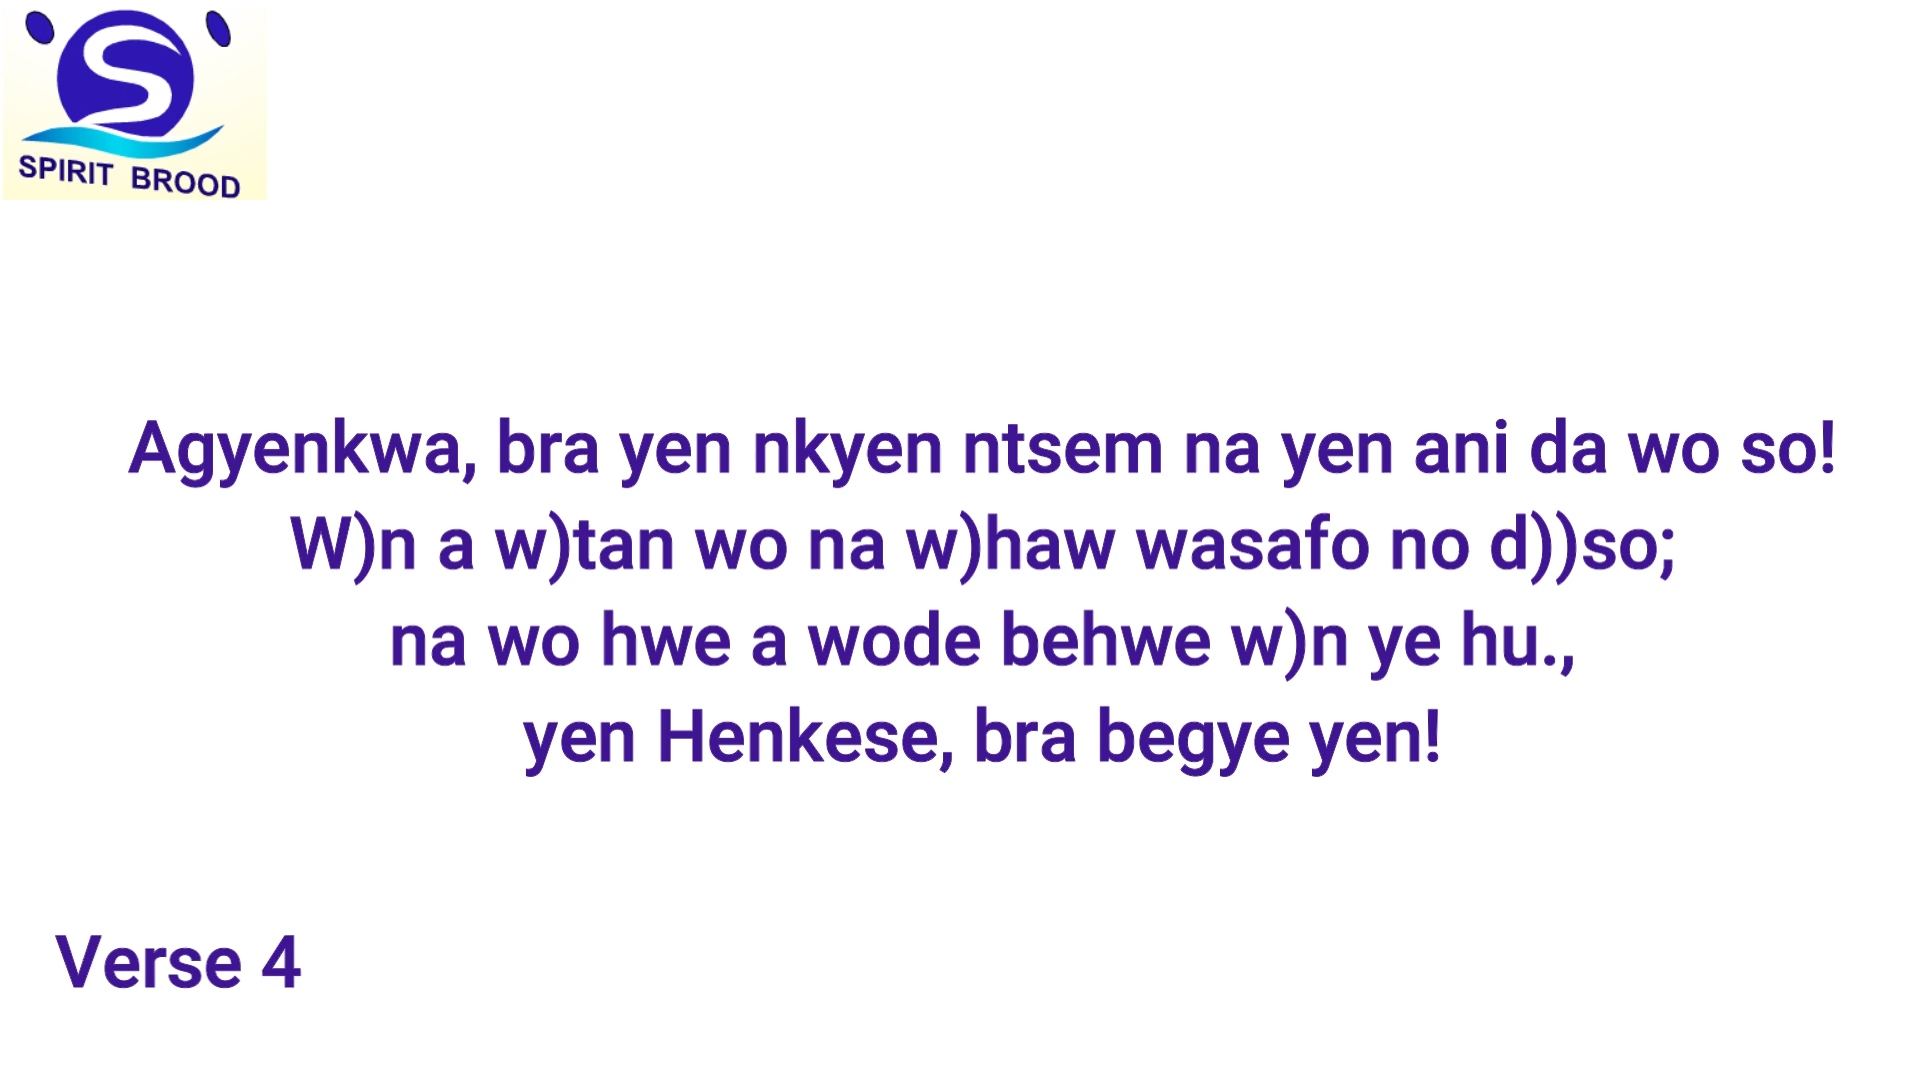 SPIRIT BROOD
Agyenkwa, bra yen nkyen ntsem na yen ani da wo so!
W)n a w)tan wo na w)haw wasafo no d))so;
na wo hwe a wode behwe w)n ye hu.,
yen Henkese, bra begye yen!
Verse 4